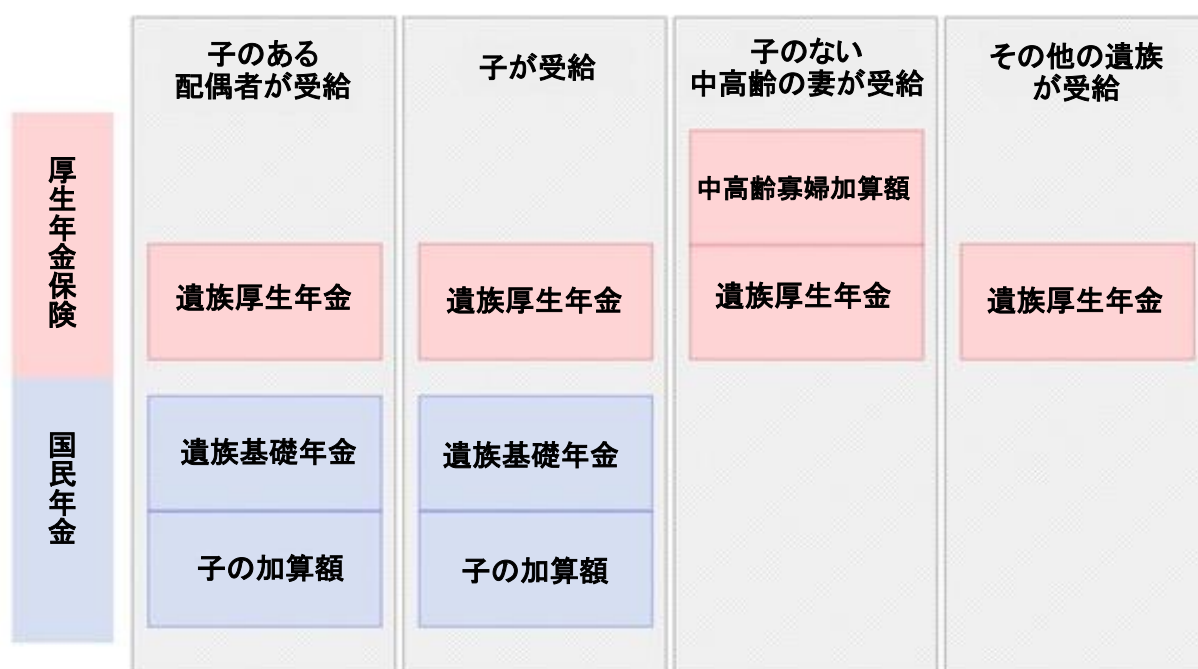 子のある
配偶者が受給
子が受給
子のない
中高齢の妻が受給
その他の遺族
が受給
厚生年金保険
中高齢寡婦加算額
遺族厚生年金
遺族厚生年金
遺族厚生年金
遺族厚生年金
国民年金
遺族基礎年金
遺族基礎年金
子の加算額
子の加算額